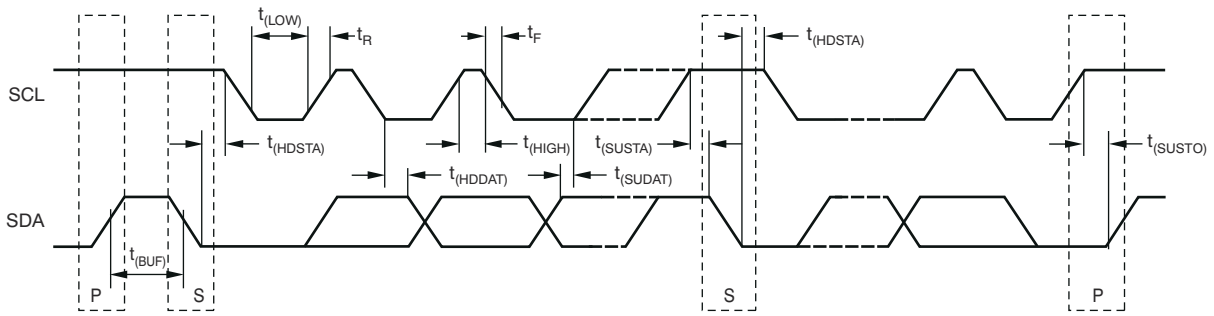 t(LOW)
tR
tF
t(HDSTA)
SCL
t(HDSTA)
t(HIGH)
t(SUSTA)
t(SUSTO)
t(HDDAT)
t(SUDAT)
SDA
t(BUF)
P
S
S
P